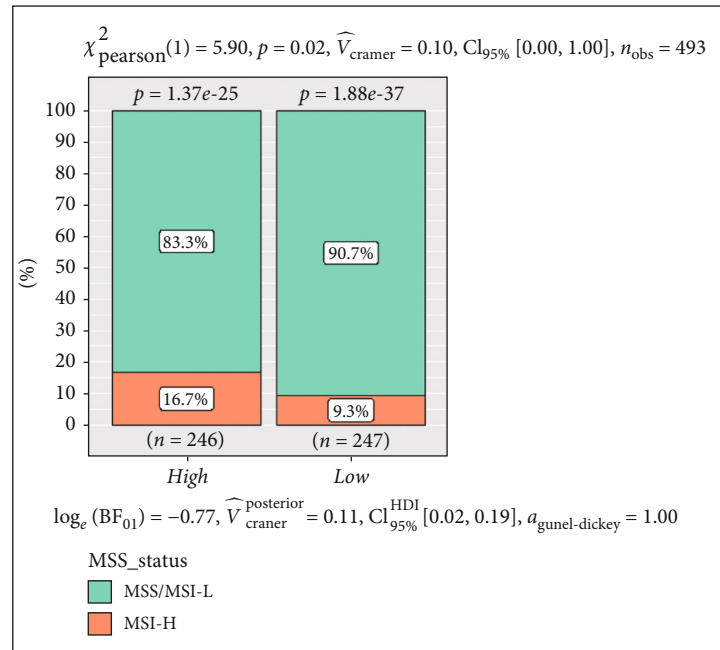 χ²pearson(1) = 5.90, p = 0.02, V̂cramer = 0.10, CI95% [0.00, 1.00], nobs = 493
p = 1.37e-25 p = 1.88e-37
100
90
80
70
60
50
40
30
20
10
0
(%)
83.3%
90.7%
16.7%
9.3%
(n = 246) (n = 247)
High Low
loge (BF01) = −0.77, V̂ posterior craner = 0.11, CI HDI 95% [0.02, 0.19], agunel-dickey = 1.00
MSS_status
MSS/MSI-L
MSI-H